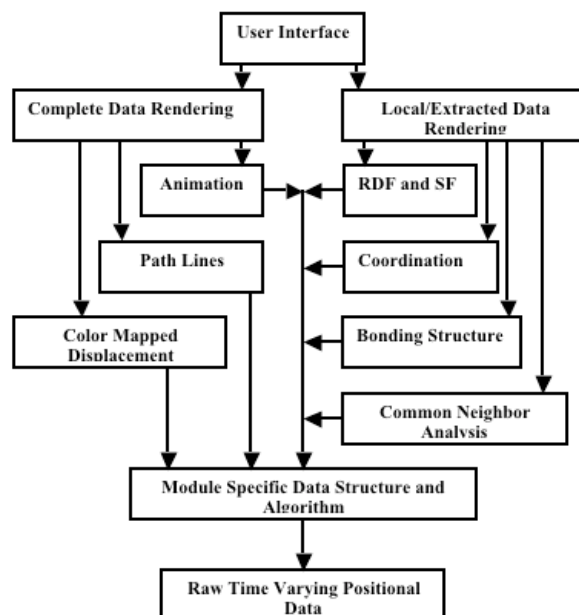 User Interface
Complete Data Rendering
Local/Extracted Data
Rendering
Animation
RDF and SF
Path Lines
Coordination
Color Mapped
Displacement
Bonding Structure
Common Neighbor
Analysis
Module Specific Data Structure and
Algorithm
Raw Time Varying Positional
Data